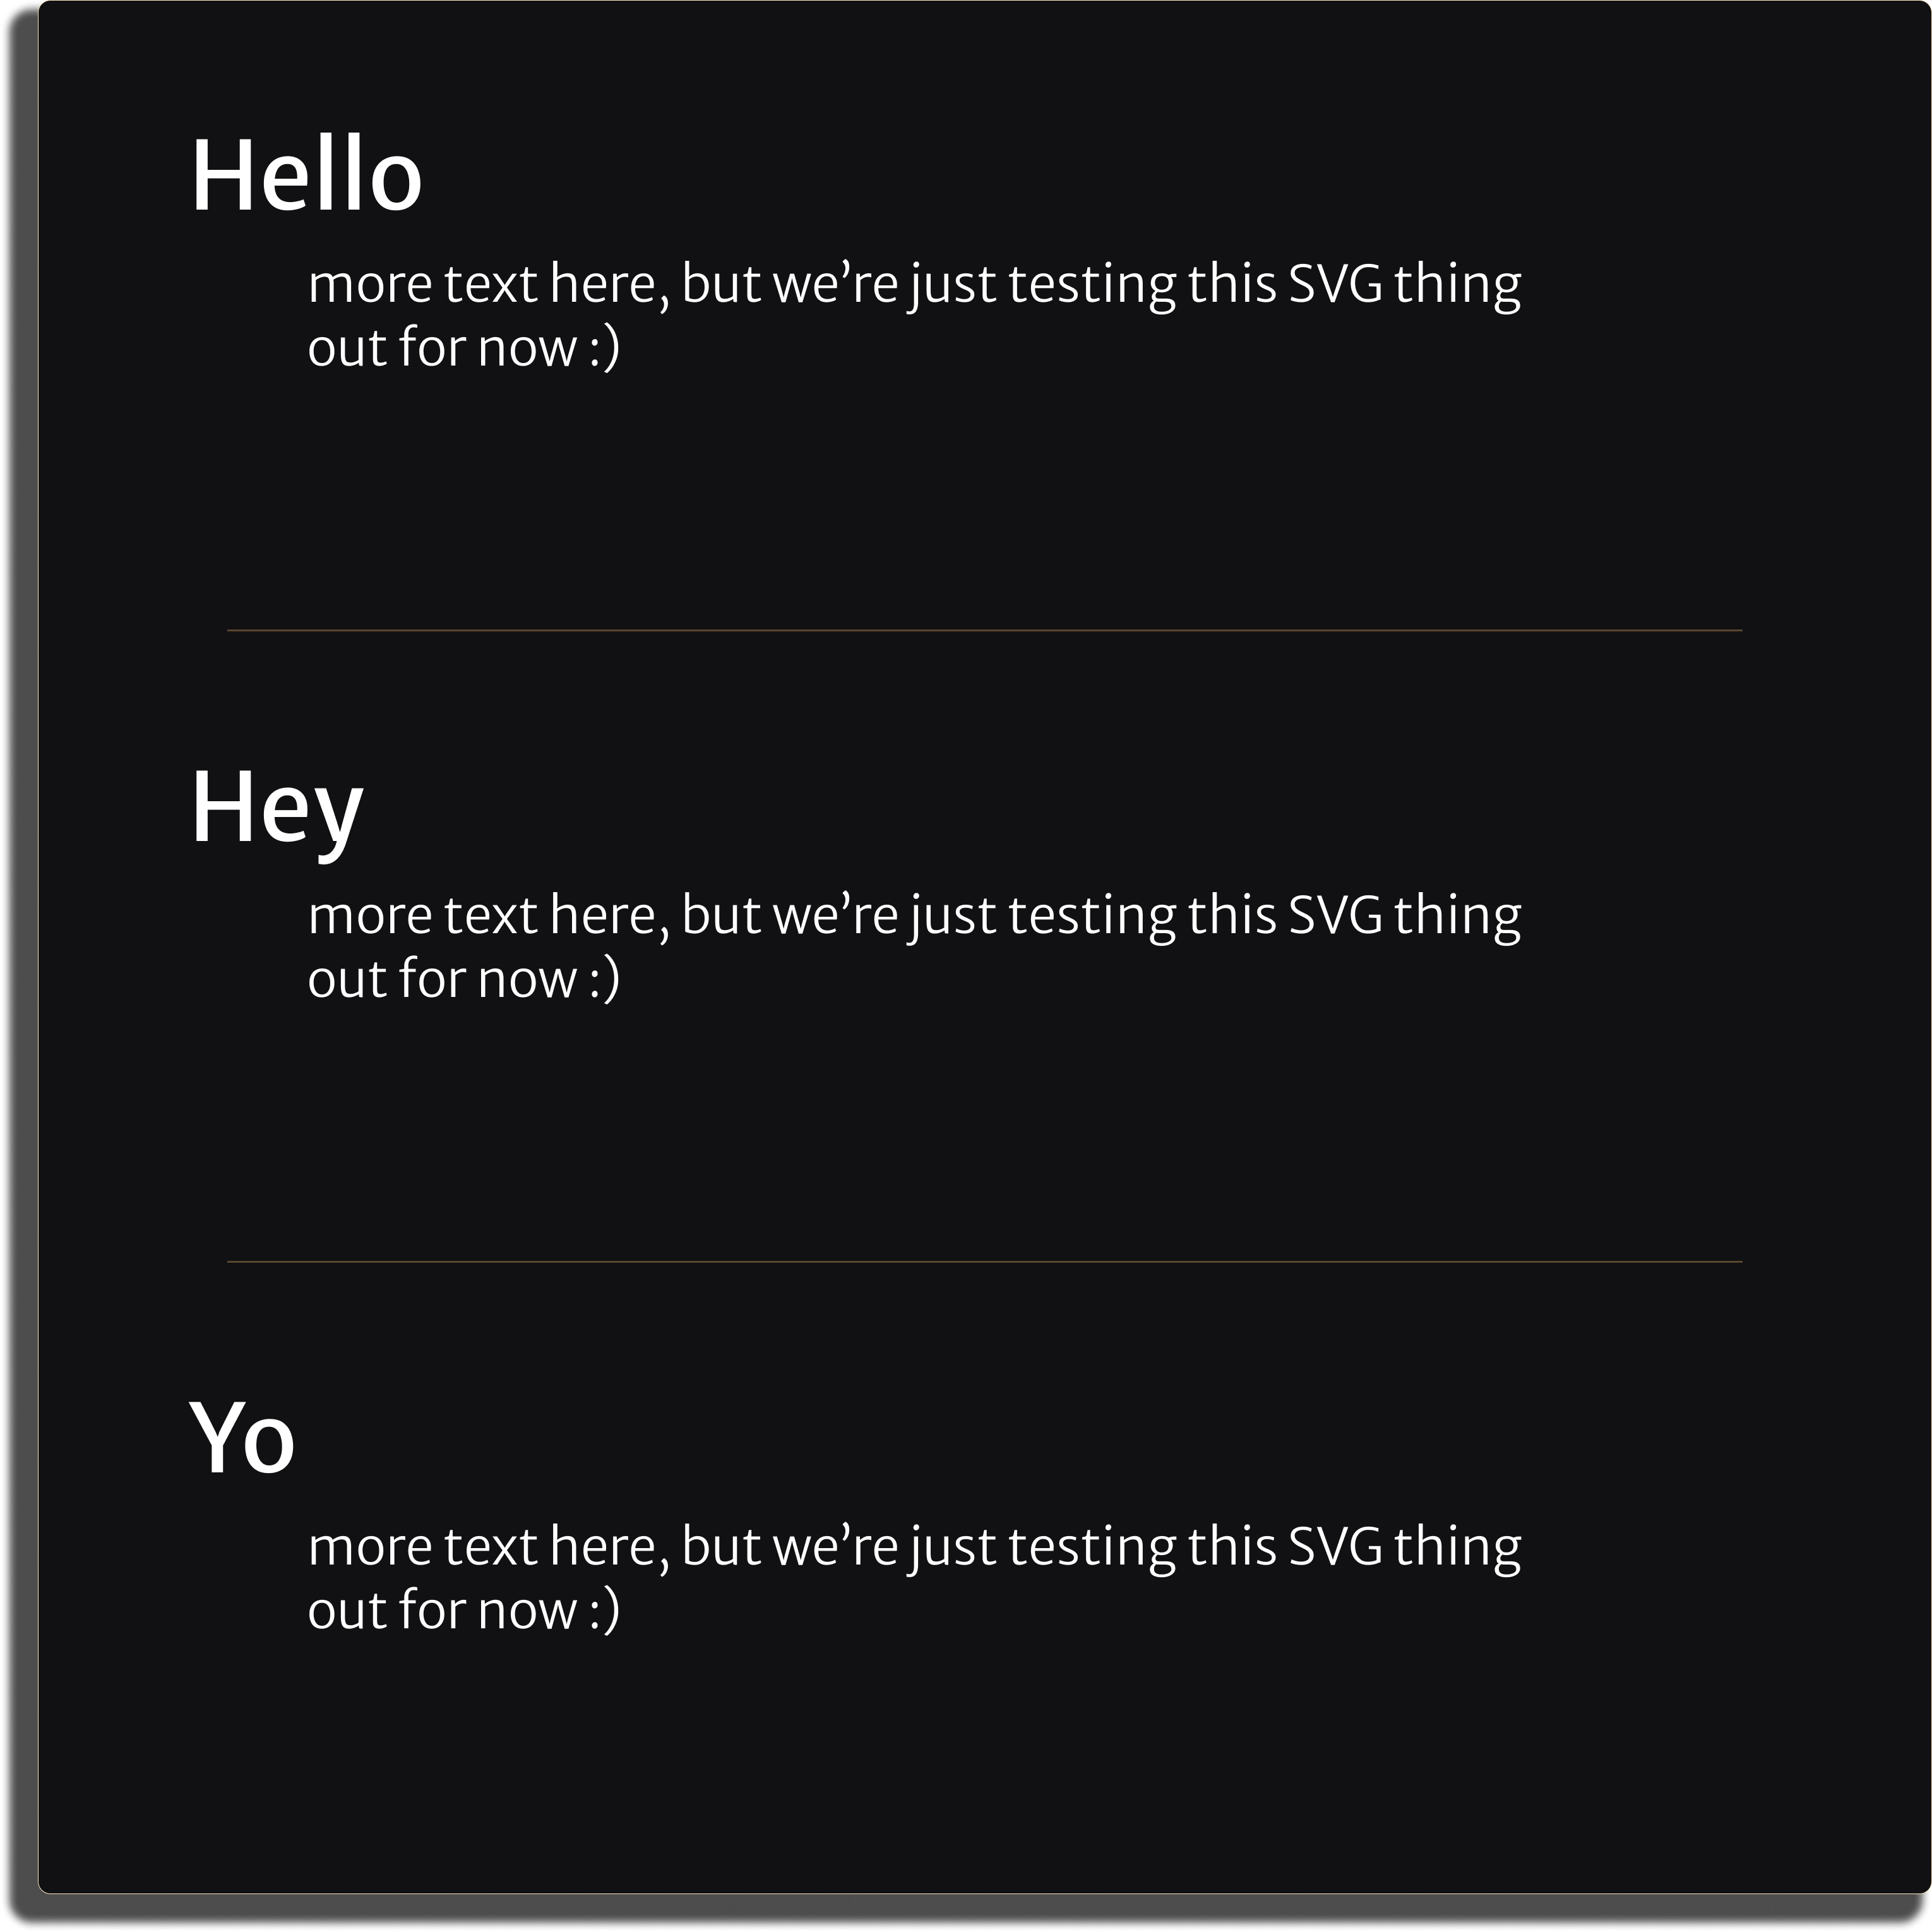 Hello
more text here, but we’re just testing this SVG thing
out for now :)
Hey
more text here, but we’re just testing this SVG thing
out for now :)
Yo
more text here, but we’re just testing this SVG thing
out for now :)